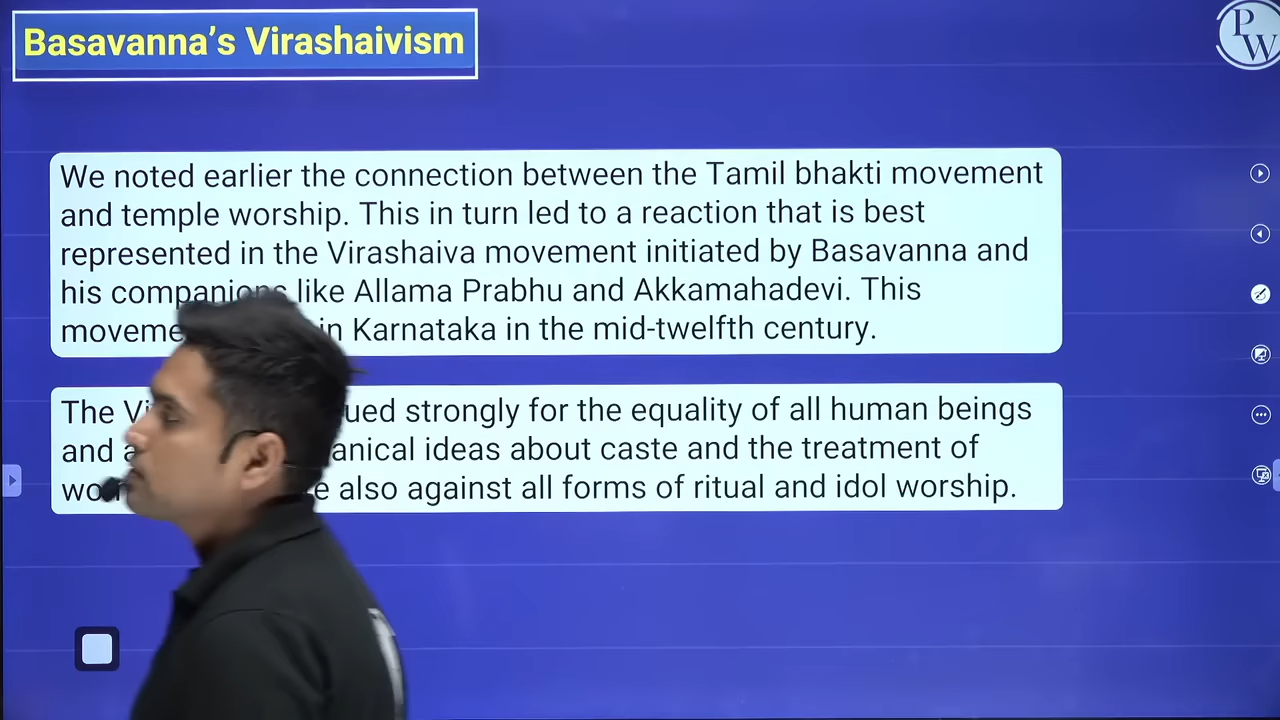 Basavanna's Virashaivism
PW
We noted earlier the connection between the Tamil bhakti movement
and temple worship. This in turn led to a reaction that is best
represented in the Virashaiva movement initiated by Basavanna and
his companions like Allama Prabhu and Akkamahadevi. This
in Karnataka in the mid-twelfth century.
The strongly for the equality of all human beings
and ideas about caste and the treatment of
also against all forms of ritual and idol worship.